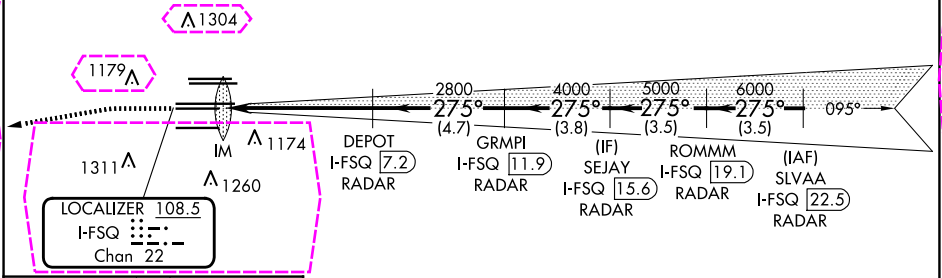 1304
1179
2800 4000 5000 6000
275° 275° 275° 275° 095°
(4.7) (3.8) (3.5) (3.5)
IM
1174
1311
1260
DEPOT
I-FSQ 7.2
RADAR
GRMPI
I-FSQ 11.9
RADAR
(IF)
SEJAY
I-FSQ 15.6
RADAR
ROMMM
I-FSQ 19.1
RADAR
(IAF)
SLVAA
I-FSQ 22.5
RADAR
LOCALIZER 108.5
I-FSQ
Chan 22